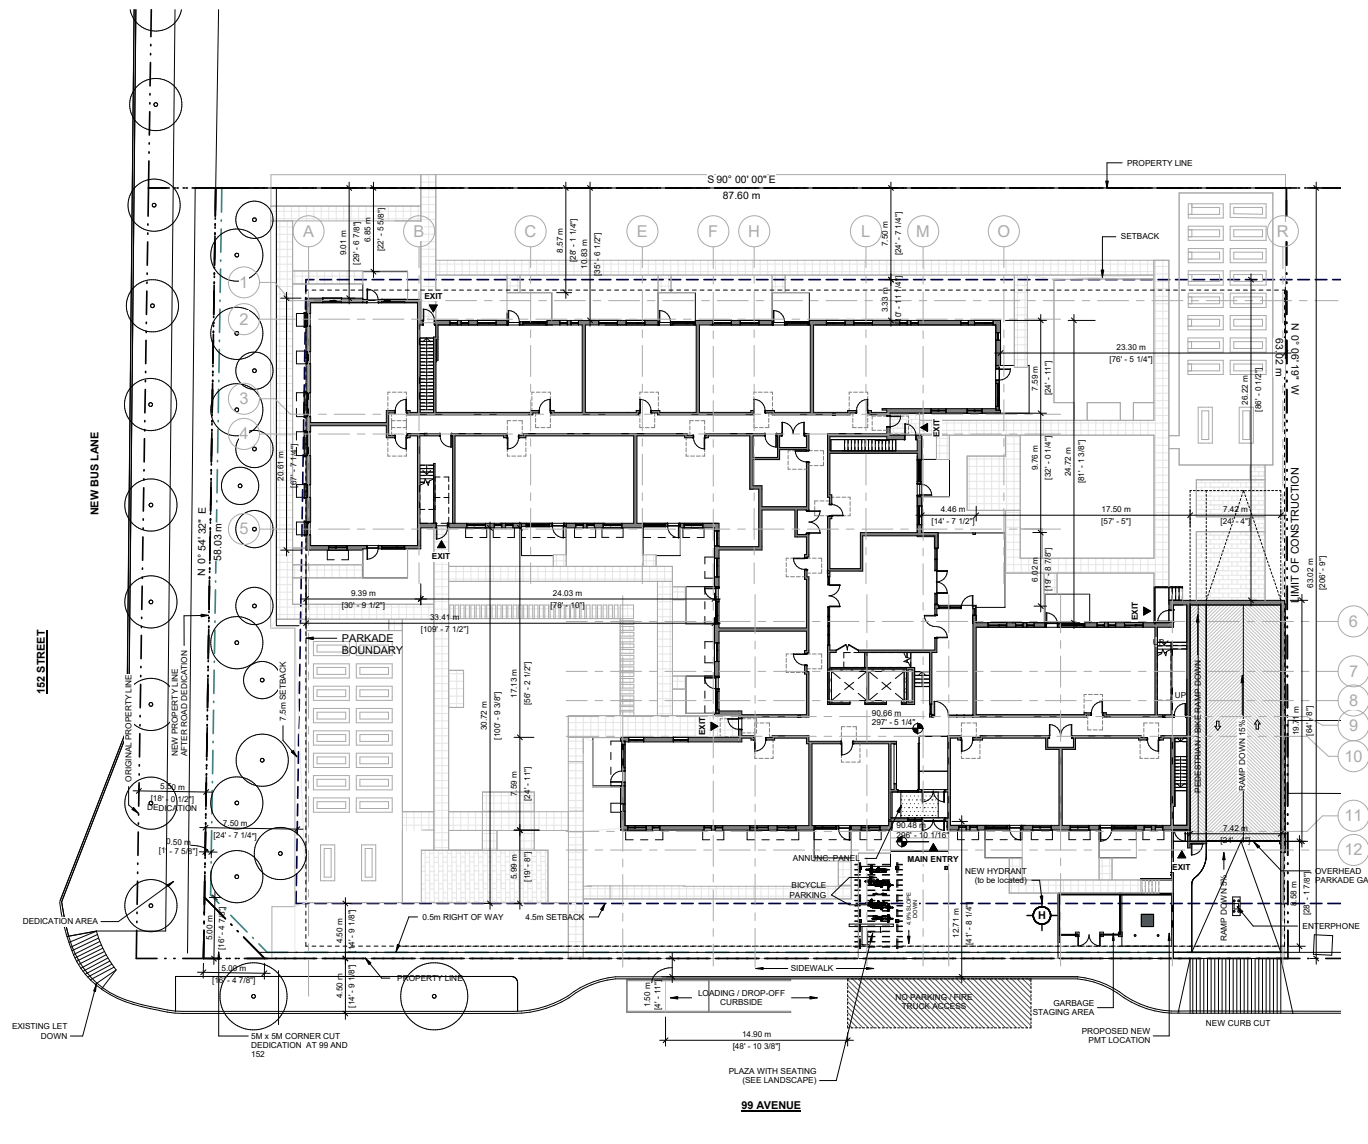 PROPERTY LINE
S 90° 00' 00" E
87.60 m
SETBACK
A
B
C
E
F
H
L
M
O
R
9.01 m
[29' - 6 7/8"]
6.85 m
[22' - 5 5/8"]
8.57 m
[28' - 1 1/4"]
10.83 m
[35' - 6 1/2"]
7.50 m
[24' - 7 1/4"]
3.33 m
1
2
3
4
5
EXIT
23.30 m
[76' - 5 1/4"]
7.59 m
[24' - 11"]
26.22 m
[86' - 0 1/2"]
N 0° 06' 19" W
63.02 m
EXIT
9.76 m
[32' - 0 1/4"]
24.72 m
[81' - 1 3/8"]
20.61 m
[67' - 7 1/4"]
NEW BUS LANE
N 0° 54' 32" E
58.03 m
EXIT
4.46 m
[14' - 7 1/2"]
17.50 m
[57' - 5"]
7.42 m
[24' - 4"]
LIMIT OF CONSTRUCTION
63.02 m
[206' - 9"]
6.02 m
[19' - 8 7/8"]
9.39 m
[30' - 9 1/2"]
24.03 m
[78' - 10"]
33.41 m
[109' - 7 1/2"]
EXIT
6
7
8
9
10
11
12
PARKADE
BOUNDARY
152 STREET
ORIGINAL PROPERTY LINE
NEW PROPERTY LINE
AFTER ROAD DEDICATION
7.5m SETBACK
30.72 m
[100' - 9 3/8"]
17.13 m
[56' - 2 1/2"]
UP
90.66 m
297' - 5 1/4"
EXIT
PEDESTRIAN / BIKE RAMP DOWN
RAMP DOWN 15%
19.71 m
[64' - 8"]
7.59 m
[24' - 11"]
[18' - 0 1/2"]
DEDICATION
7.50 m
[24' - 7 1/4"]
0.50 m
[1' - 7 5/8"]
90.48 m
296' - 10 1/16"
7.42 m
[24' - 4"]
ANNUNC. PANEL
MAIN ENTRY
EXIT
5.99 m
[19' - 8"]
NEW HYDRANT
(to be located)
OVERHEAD
PARKADE GA
BICYCLE
PARKING
H
RAMP DOWN 5%
8.58 m
[28' - 1 7/8"]
DEDICATION AREA
0.5m RIGHT OF WAY
4.5m SETBACK
ENTERPHONE
5.00 m
4.50 m
[14' - 9 1/8"]
DOWN
12.71 m
[41' - 8 1/4"]
5.00 m
[16' - 4 7/8"]
PROPERTY LINE
SIDEWALK
4.50 m
[14' - 9 1/8"]
1.50 m
[4' - 11"]
LOADING / DROP-OFF
CURBSIDE
NO PARKING / FIRE
TRUCK ACCESS
GARBAGE
STAGING AREA
NEW CURB CUT
EXISTING LET
DOWN
5M x 5M CORNER CUT
DEDICATION AT 99 AND
152
14.90 m
[48' - 10 3/8"]
PROPOSED NEW
PMT LOCATION
PLAZA WITH SEATING
(SEE LANDSCAPE)
99 AVENUE